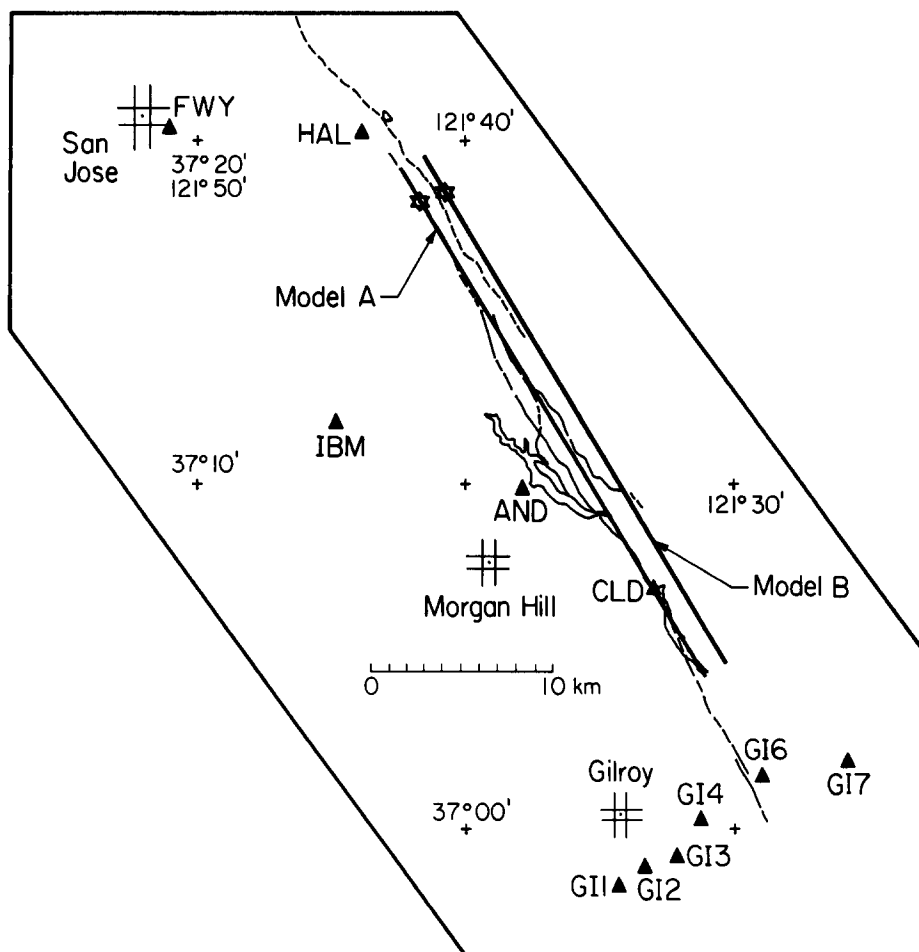 FWY
San
Jose
HAL
121° 40'
37° 20'
121° 50'
Model A
37° 10'
IBM
AND
121° 30'
CLD
Model B
Morgan Hill
0
10 km
Gilroy
GI6
GI7
GI4
37° 00'
GI3
GI2
GI1